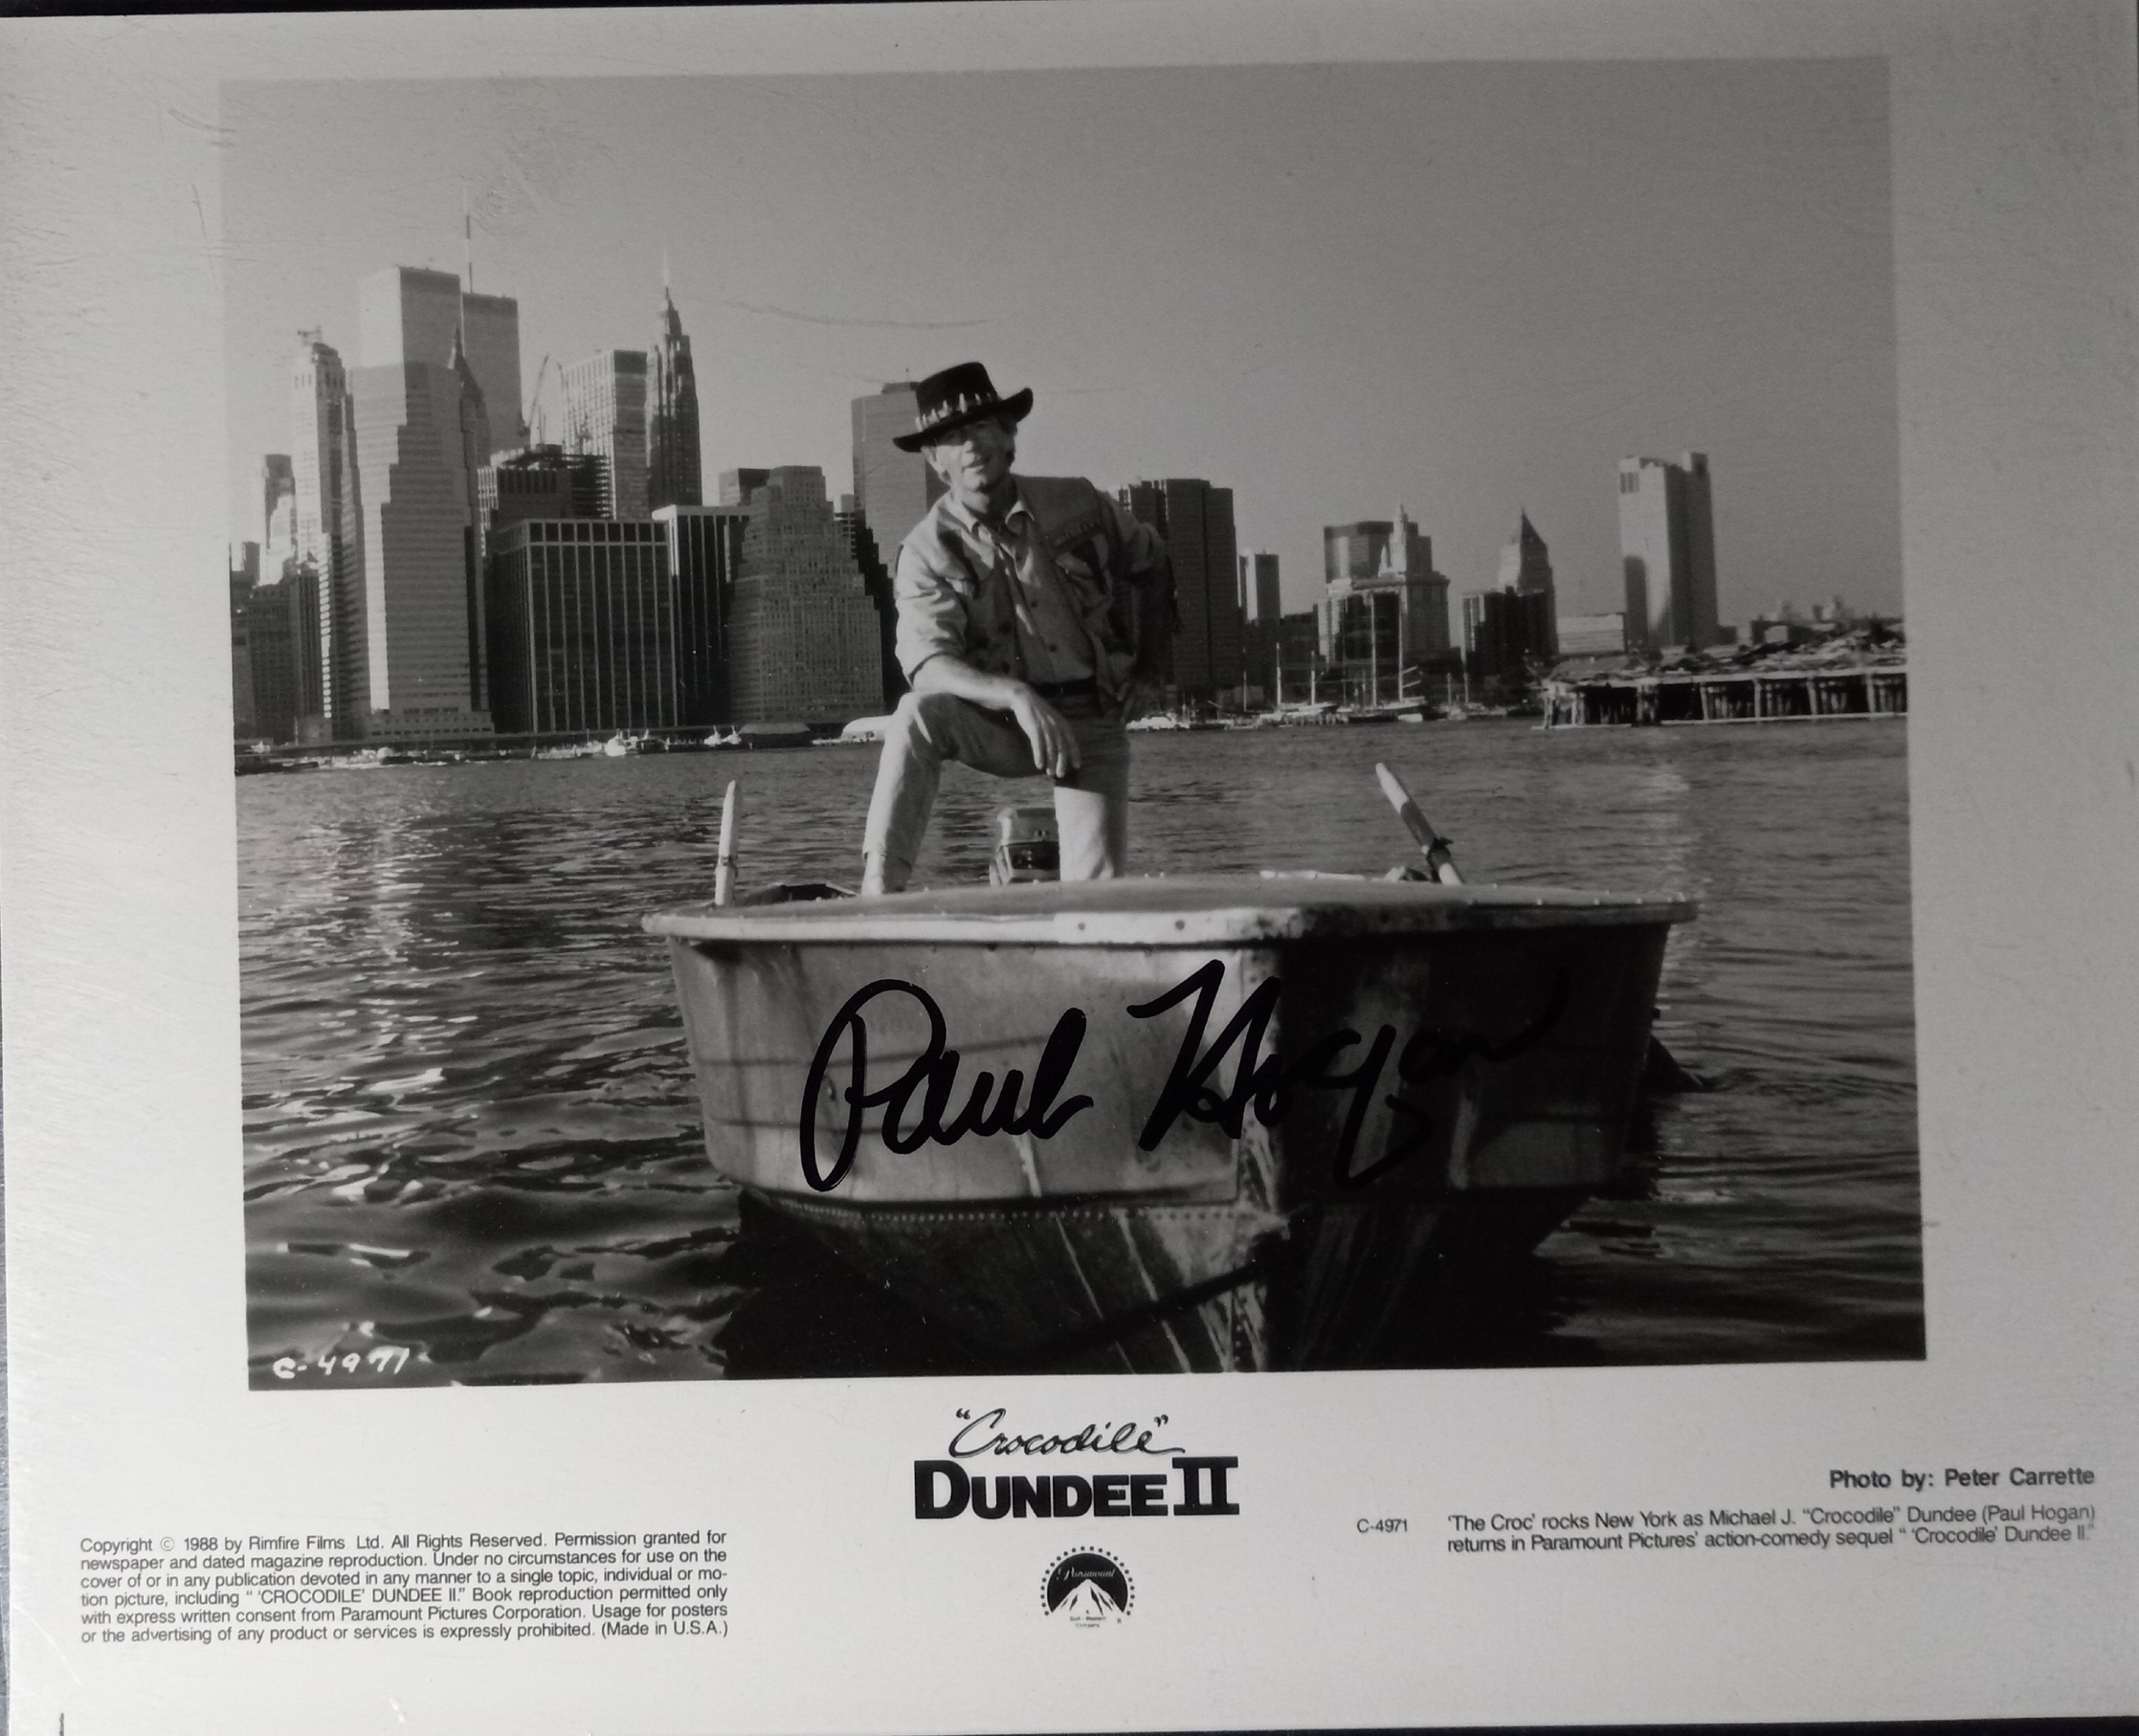 Paul Hogan
C-4971
"Crocodile"
DUNDEE II
Photo by: Peter Carrette
C-4971
'The Croc' rocks New York as Michael J. "Crocodile" Dundee (Paul Hogan)
returns in Paramount Pictures' action-comedy sequel " 'Crocodile' Dundee II."
Copyright © 1988 by Rimfire Films Ltd. All Rights Reserved. Permission granted for
newspaper and dated magazine reproduction. Under no circumstances for use on the
cover of or in any publication devoted in any manner to a single topic, individual or mo-
tion picture, including " 'CROCODILE' DUNDEE II." Book reproduction permitted only
with express written consent from Paramount Pictures Corporation. Usage for posters
or the advertising of any product or services is expressly prohibited. (Made in U.S.A.)
Paramount
A
Gulf + Western
Company